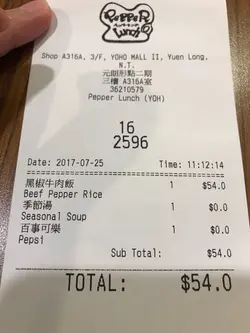 PEPPER
Lunch
Shop A316A, 3/F, YOHO MALL II, Yuen Long,
N.T.
元朗形點二期
三樓 A316A室
36210579
Pepper Lunch (YOH)
16
2596
Date: 2017-07-25 Time: 11:12:14
黑椒牛肉飯 1 $54.0
Beef Pepper Rice
季節湯 1 $0.0
Seasonal Soup
百事可樂 1 $0.0
Pepsi
Sub Total: $54.0
TOTAL: $54.0